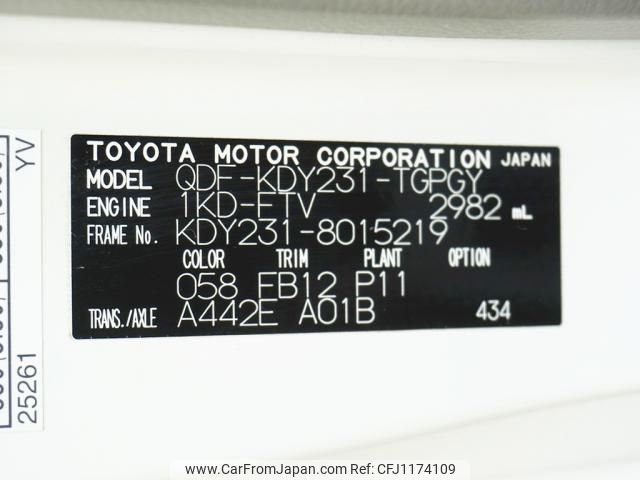 TOYOTA MOTOR CORPORATION JAPAN
MODEL QDF-KDY231-TGPGY
ENGINE 1KD-FTV 2982 mL
FRAME No. KDY231-8015219
COLOR TRIM PLANT OPTION
058 FB12 P11
TRANS./AXLE A442E A01B 434
YV
25261
www.CarFromJapan.com - CFJ1174109